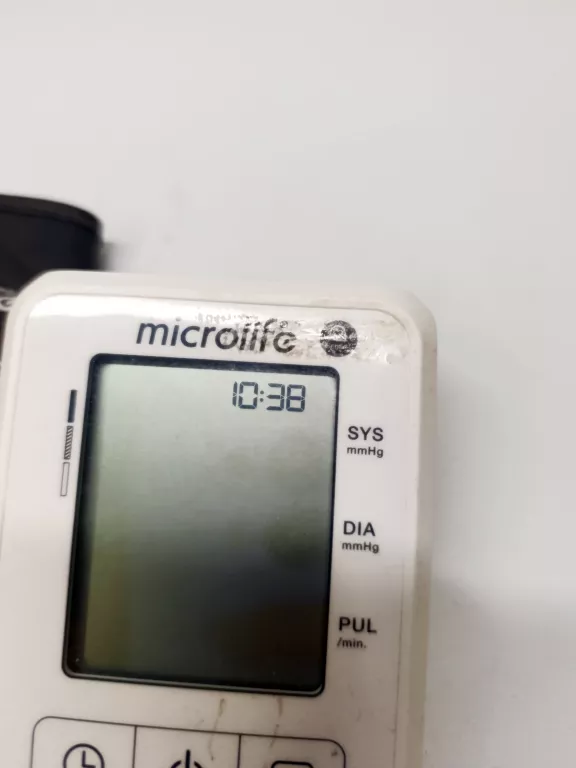 microlife
10:38
SYS
mmHg
DIA
mmHg
PUL
/min.